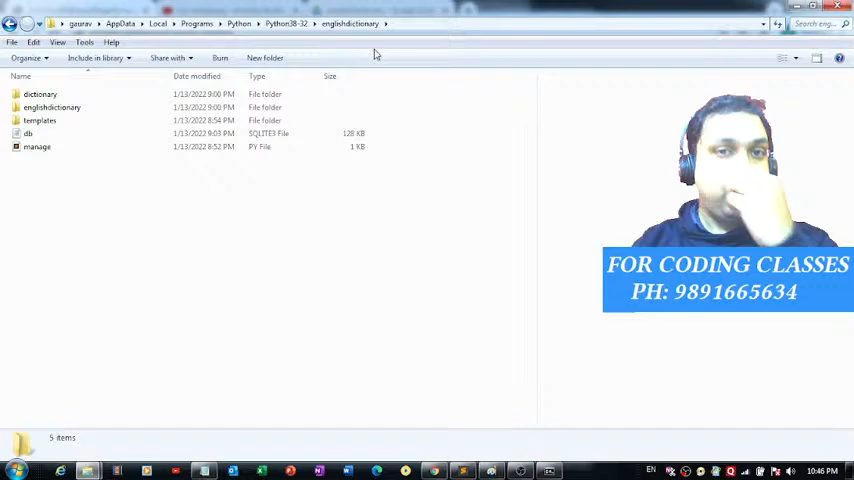 gaurav ▸ AppData ▸ Local ▸ Programs ▸ Python ▸ Python38-32 ▸ englishdictionary ▸
Search eng...
File Edit View Tools Help
Organize Include in library Share with Burn New folder
Name Date modified Type Size
dictionary 1/13/2022 9:00 PM File folder
englishdictionary 1/13/2022 9:00 PM File folder
templates 1/13/2022 8:54 PM File folder
db 1/13/2022 9:03 PM SQLITE3 File 128 KB
manage 1/13/2022 8:52 PM PY File 1 KB
FOR CODING CLASSES
PH: 9891665634
5 items
EN 10:46 PM